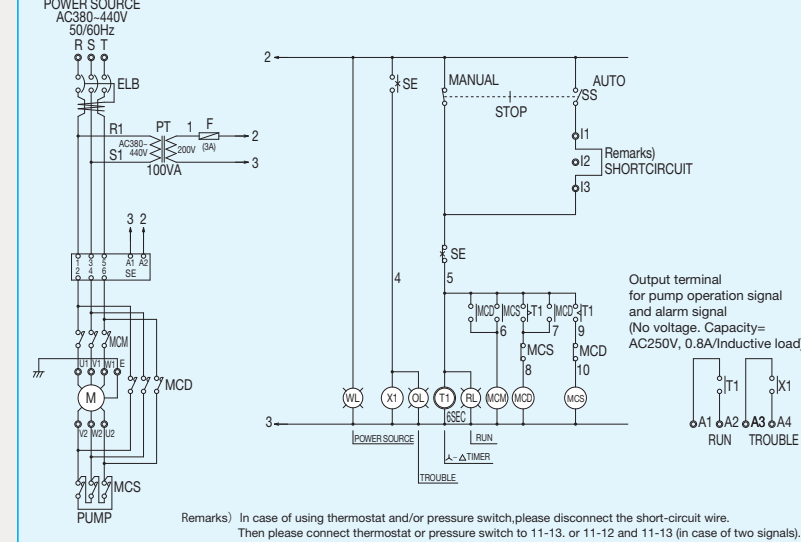 POWER SOURCE
AC380~440V
50/60Hz
R S T
ELB
R1
S1
PT
AC380~
440V
1
F
200V
(3A)
2
3
100VA
3 2
1 3 5 A1 A2
2 4 6 SE
MCM
U1 V1 W1 E
M
MCD
V2 W2 U2
MCS
PUMP
2
SE
MANUAL
STOP
AUTO
SS
I1
I2
I3
Remarks)
SHORTCIRCUIT
SE
4
5
MCD MCS T1 MCD T1
6 7 9
MCS MCD
8 10
WL X1 OL T1 RL MCM MCD MCS
6SEC
3
POWER SOURCE
RUN
人-△TIMER
TROUBLE
Output terminal
for pump operation signal
and alarm signal
(No voltage. Capacity=
AC250V, 0.8A/Inductive load)
T1 X1
A1 A2 A3 A4
RUN TROUBLE
Remarks) In case of using thermostat and/or pressure switch,please disconnect the short-circuit wire.
Then please connect thermostat or pressure switch to 11-13. or 11-12 and 11-13 (in case of two signals).